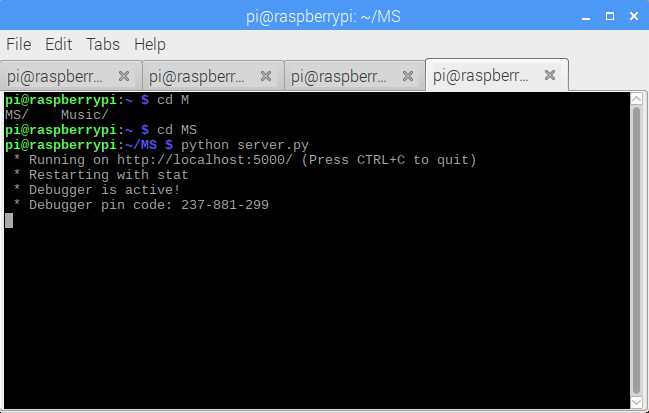 pi@raspberrypi: ~/MS
File Edit Tabs Help
pi@raspberr... pi@raspberr... pi@raspberr... pi@raspberr...
pi@raspberrypi:~ $ cd M
MS/    Music/
pi@raspberrypi:~ $ cd MS
pi@raspberrypi:~/MS $ python server.py
 * Running on http://localhost:5000/ (Press CTRL+C to quit)
 * Restarting with stat
 * Debugger is active!
 * Debugger pin code: 237-881-299